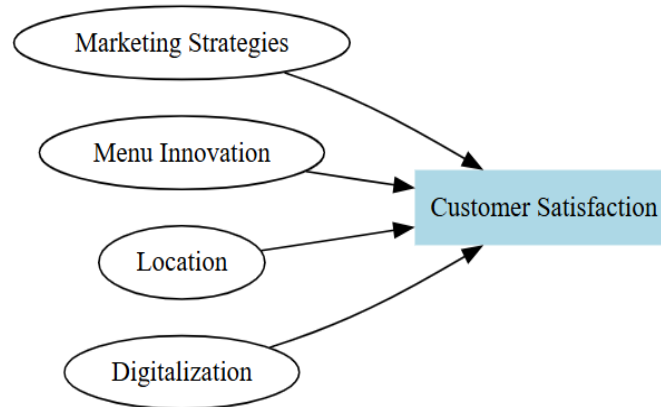 Marketing Strategies
Menu Innovation
Customer Satisfaction
Location
Digitalization